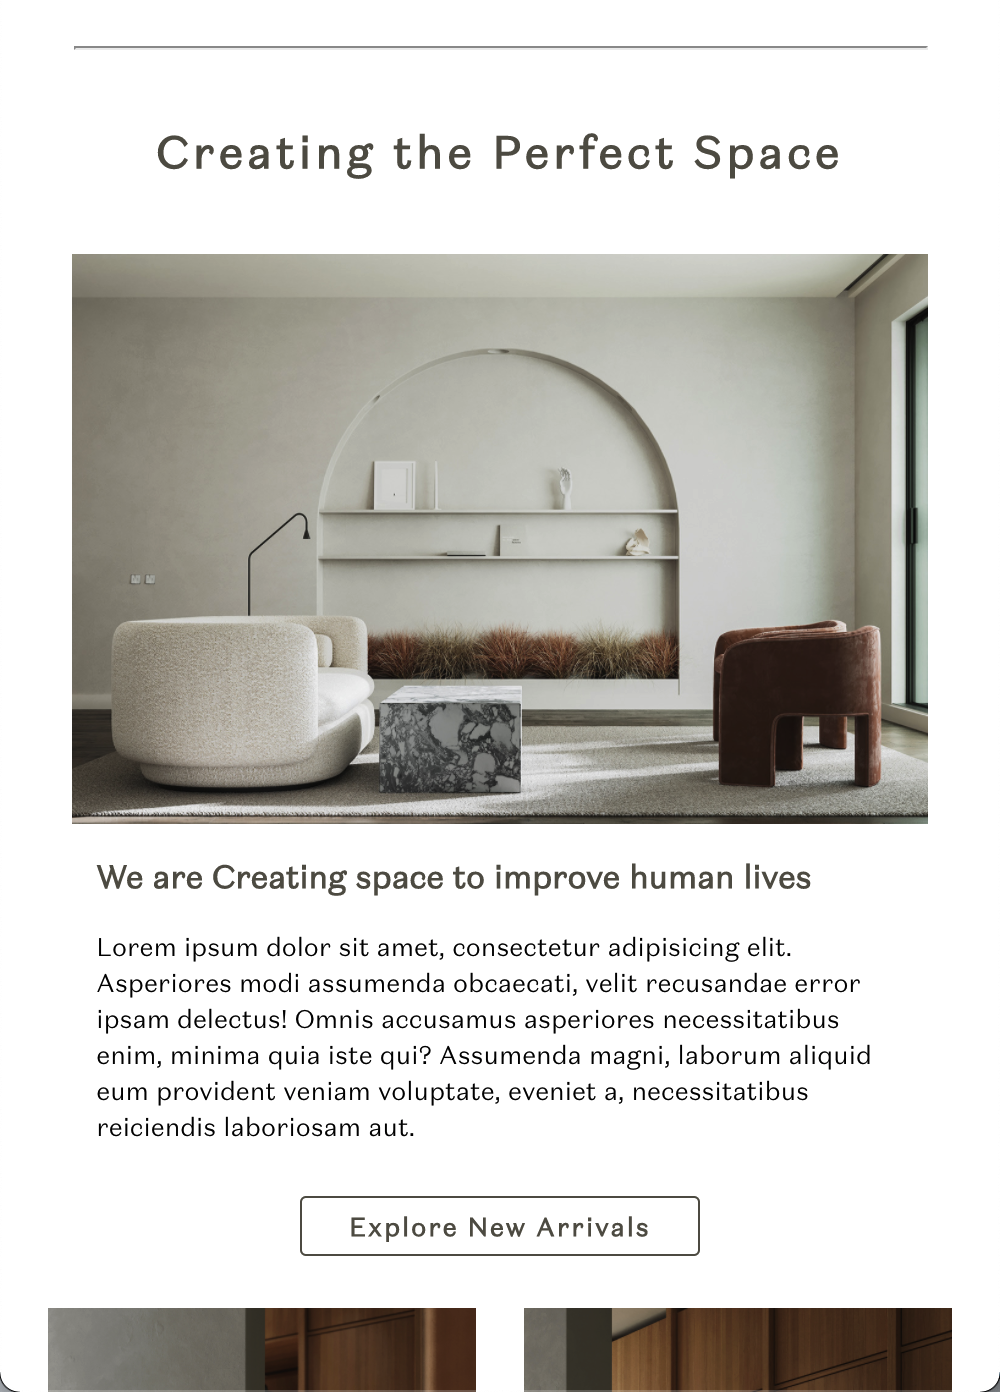 Creating the Perfect Space
We are Creating space to improve human lives
Lorem ipsum dolor sit amet, consectetur adipisicing elit.
Asperiores modi assumenda obcaecati, velit recusandae error
ipsam delectus! Omnis accusamus asperiores necessitatibus
enim, minima quia iste qui? Assumenda magni, laborum aliquid
eum provident veniam voluptate, eveniet a, necessitatibus
reiciendis laboriosam aut.
Explore New Arrivals